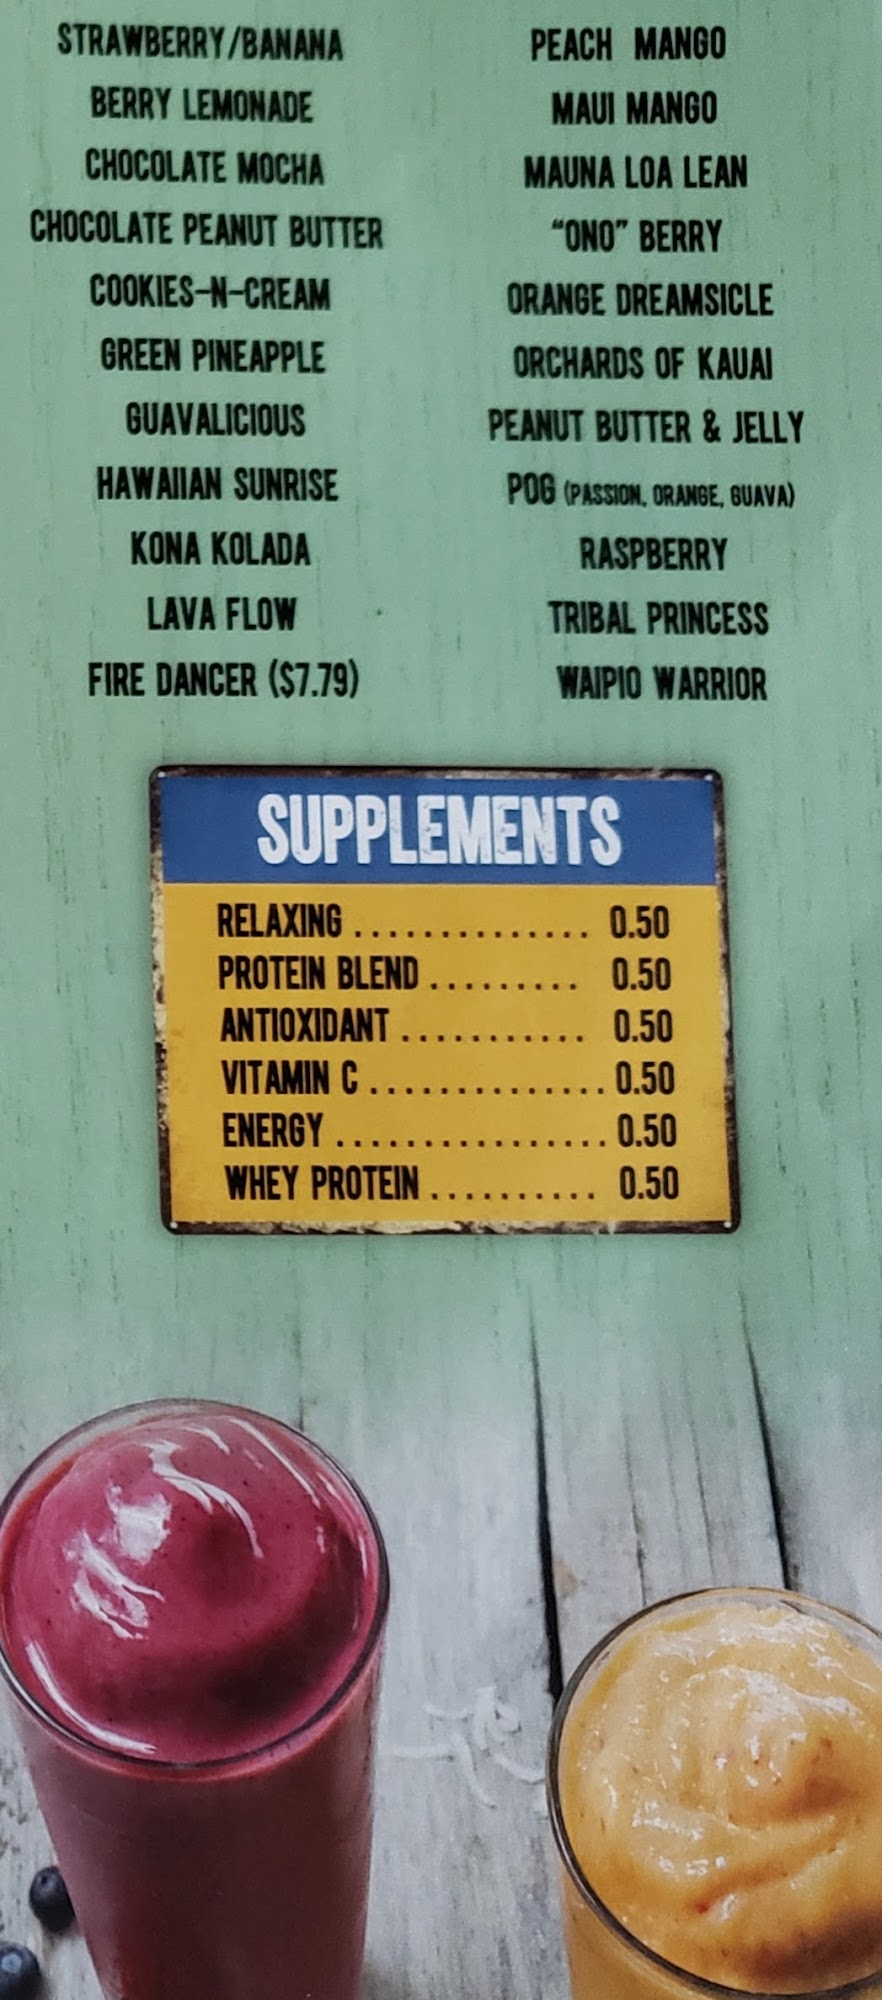 STRAWBERRY/BANANA
BERRY LEMONADE
CHOCOLATE MOCHA
CHOCOLATE PEANUT BUTTER
COOKIES-N-CREAM
GREEN PINEAPPLE
GUAVALICIOUS
HAWAIIAN SUNRISE
KONA KOLADA
LAVA FLOW
FIRE DANCER ($7.79)
PEACH MANGO
MAUI MANGO
MAUNA LOA LEAN
“ONO” BERRY
ORANGE DREAMSICLE
ORCHARDS OF KAUAI
PEANUT BUTTER & JELLY
POG (PASSION, ORANGE, GUAVA)
RASPBERRY
TRIBAL PRINCESS
WAIPIO WARRIOR
SUPPLEMENTS
RELAXING .............. 0.50
PROTEIN BLEND ......... 0.50
ANTIOXIDANT ........... 0.50
VITAMIN C .............. 0.50
ENERGY ................ 0.50
WHEY PROTEIN .......... 0.50